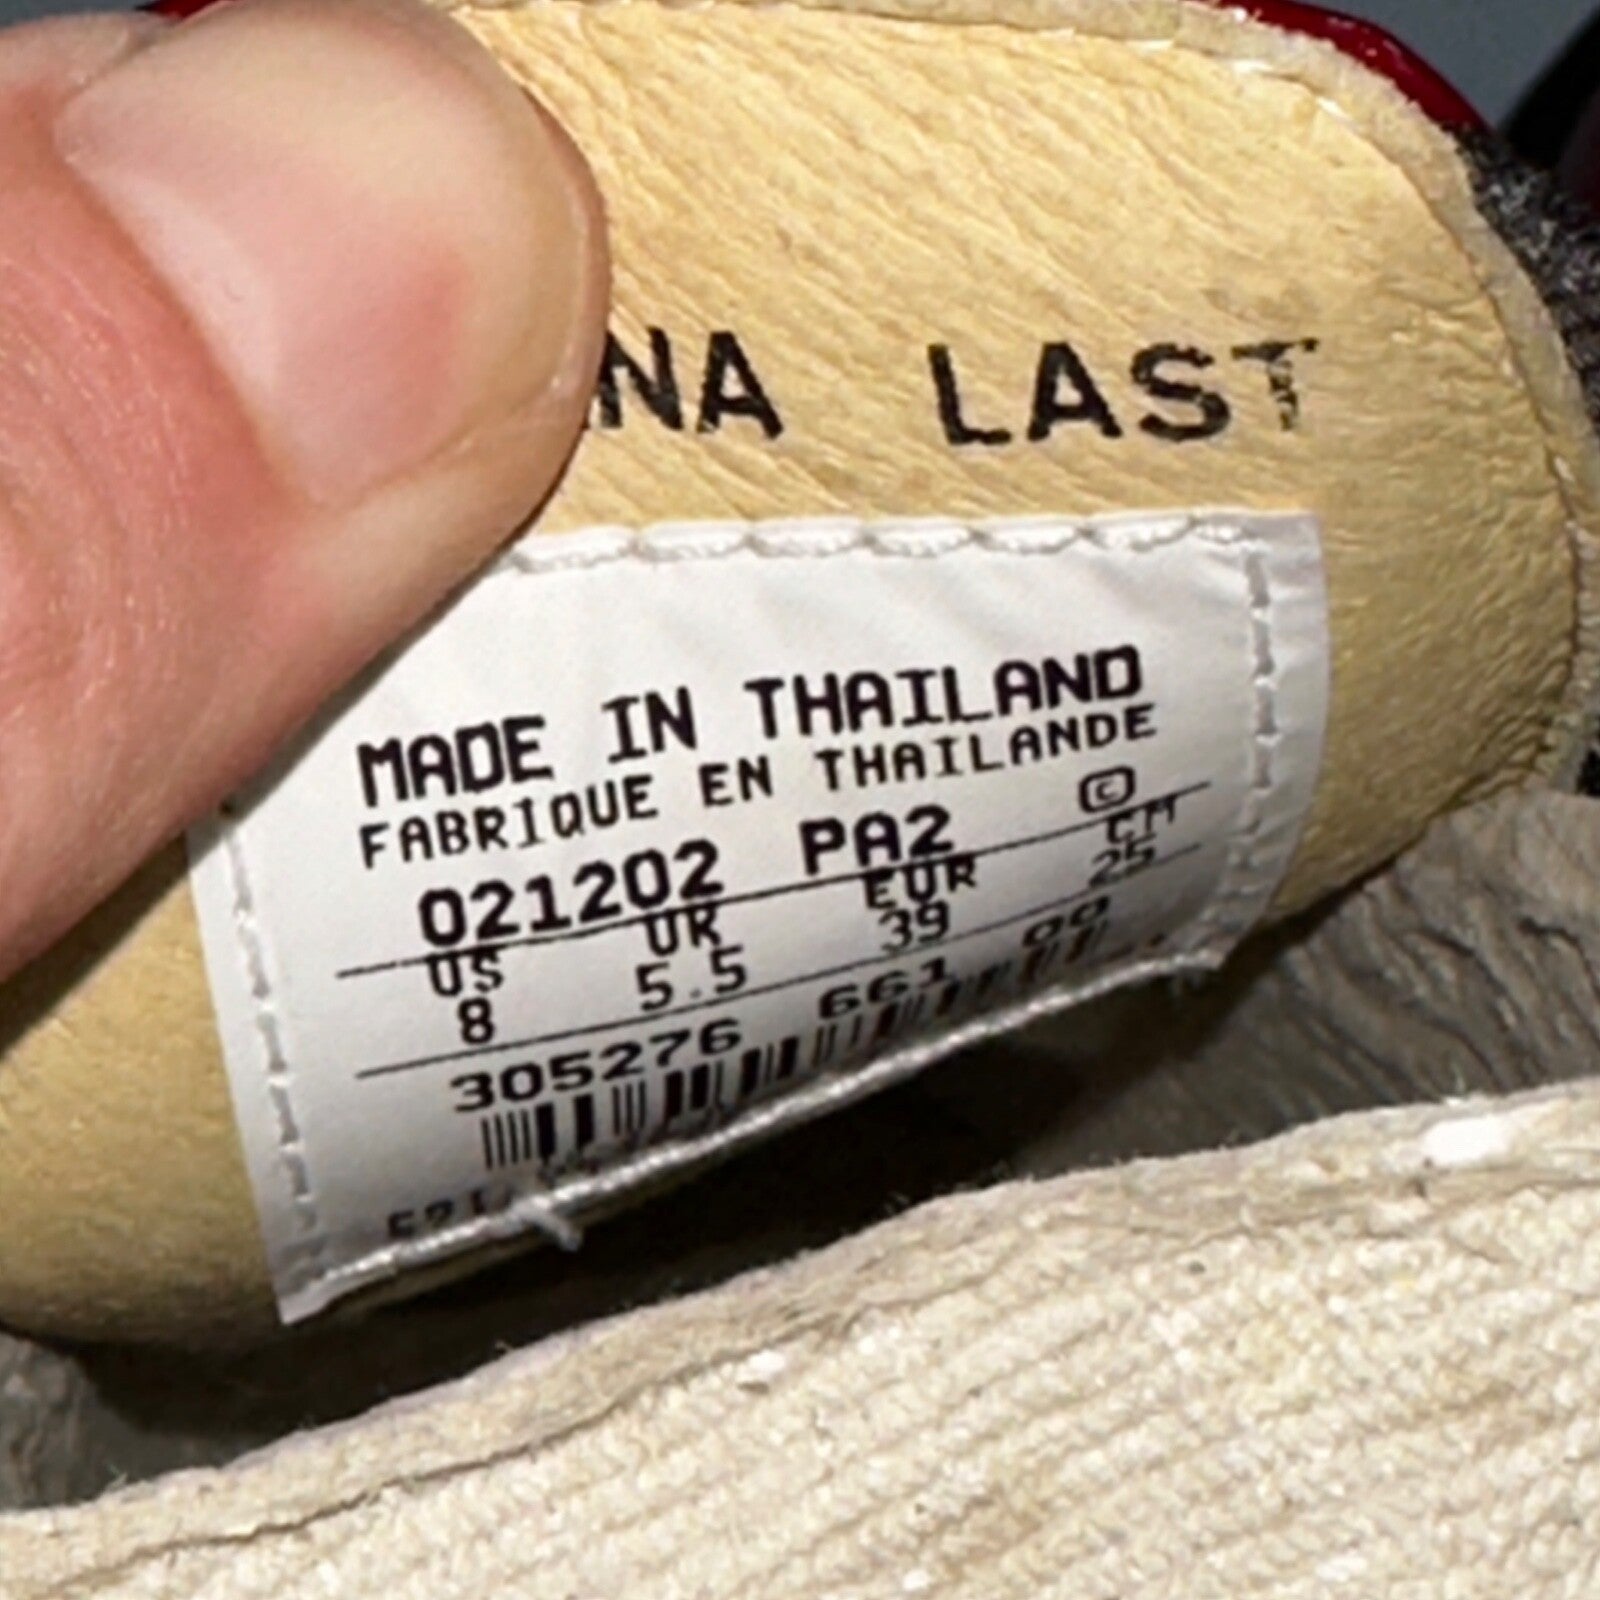 NA LAST
MADE IN THAILAND
FABRIQUE EN THAILANDE
021202 PA2 ©
US UK EUR CM
8 5.5 39 25
305276 661 00